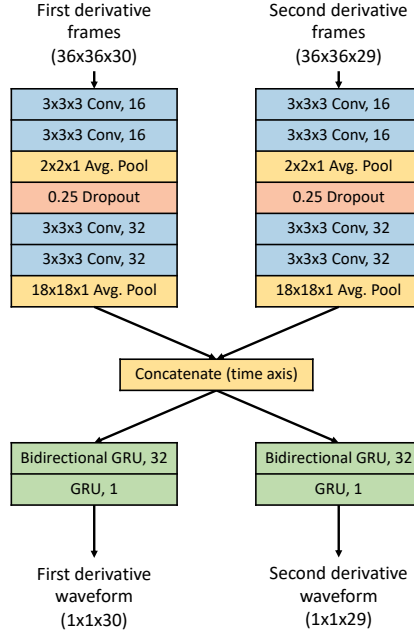 First derivative
frames
(36x36x30)
3x3x3 Conv, 16
3x3x3 Conv, 16
2x2x1 Avg. Pool
0.25 Dropout
3x3x3 Conv, 32
3x3x3 Conv, 32
18x18x1 Avg. Pool
Second derivative
frames
(36x36x29)
3x3x3 Conv, 16
3x3x3 Conv, 16
2x2x1 Avg. Pool
0.25 Dropout
3x3x3 Conv, 32
3x3x3 Conv, 32
18x18x1 Avg. Pool
Concatenate (time axis)
Bidirectional GRU, 32
GRU, 1
First derivative
waveform
(1x1x30)
Bidirectional GRU, 32
GRU, 1
Second derivative
waveform
(1x1x29)